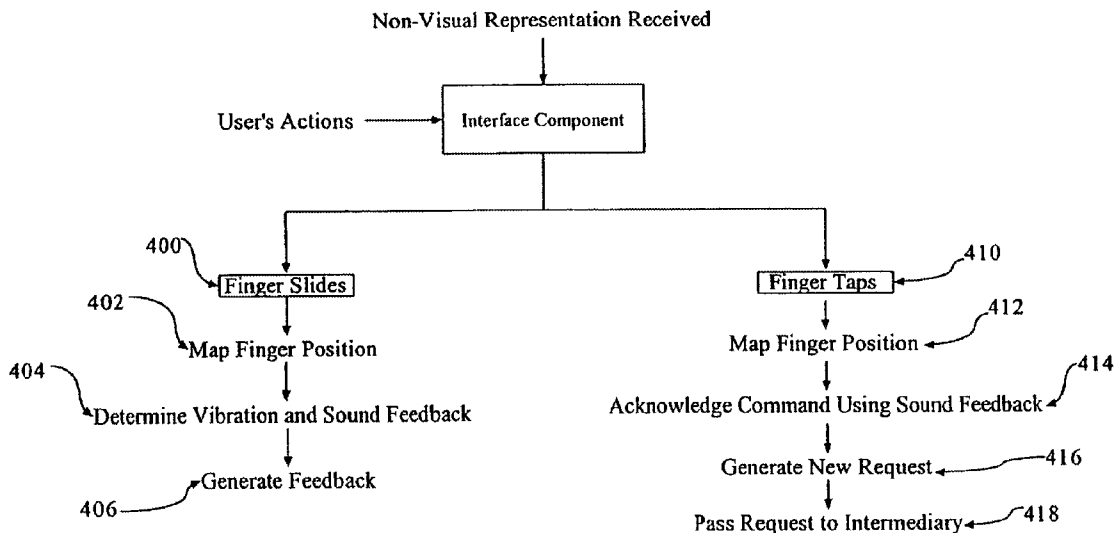 Non-Visual Representation Received
User's Actions
Interface Component
400
Finger Slides
402
Map Finger Position
404
Determine Vibration and Sound Feedback
406
Generate Feedback
410
Finger Taps
412
Map Finger Position
414
Acknowledge Command Using Sound Feedback
416
Generate New Request
418
Pass Request to Intermediary